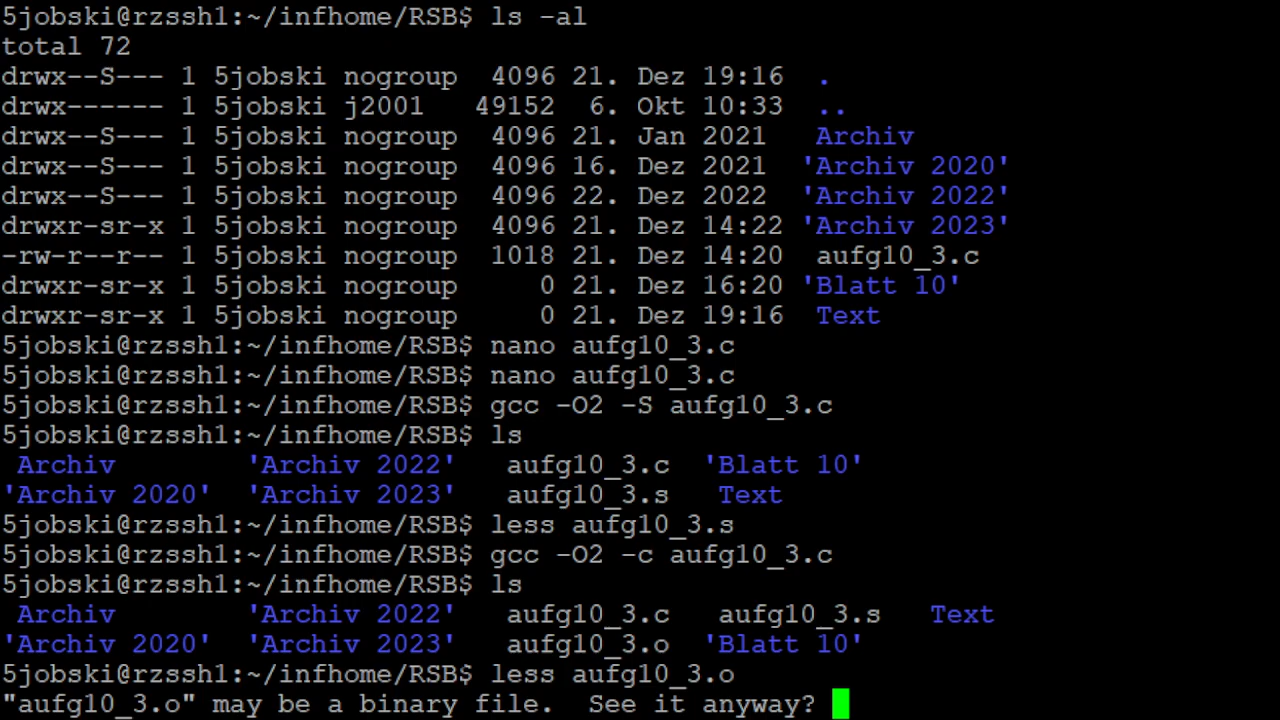 5jobski@rzssh1:~/infhome/RSB$ ls -al
total 72
drwx--S--- 1 5jobski nogroup  4096 21. Dez 19:16  .
drwx------ 1 5jobski j2001   49152  6. Okt 10:33  ..
drwx--S--- 1 5jobski nogroup  4096 21. Jan 2021   Archiv
drwx--S--- 1 5jobski nogroup  4096 16. Dez 2021  'Archiv 2020'
drwx--S--- 1 5jobski nogroup  4096 22. Dez 2022  'Archiv 2022'
drwxr-sr-x 1 5jobski nogroup  4096 21. Dez 14:22 'Archiv 2023'
-rw-r--r-- 1 5jobski nogroup  1018 21. Dez 14:20  aufg10_3.c
drwxr-sr-x 1 5jobski nogroup     0 21. Dez 16:20 'Blatt 10'
drwxr-sr-x 1 5jobski nogroup     0 21. Dez 19:16  Text
5jobski@rzssh1:~/infhome/RSB$ nano aufg10_3.c
5jobski@rzssh1:~/infhome/RSB$ nano aufg10_3.c
5jobski@rzssh1:~/infhome/RSB$ gcc -O2 -S aufg10_3.c
5jobski@rzssh1:~/infhome/RSB$ ls
 Archiv        'Archiv 2022'   aufg10_3.c  'Blatt 10'
'Archiv 2020'  'Archiv 2023'   aufg10_3.s   Text
5jobski@rzssh1:~/infhome/RSB$ less aufg10_3.s
5jobski@rzssh1:~/infhome/RSB$ gcc -O2 -c aufg10_3.c
5jobski@rzssh1:~/infhome/RSB$ ls
 Archiv        'Archiv 2022'   aufg10_3.c   aufg10_3.s   Text
'Archiv 2020'  'Archiv 2023'   aufg10_3.o  'Blatt 10'
5jobski@rzssh1:~/infhome/RSB$ less aufg10_3.o
"aufg10_3.o" may be a binary file.  See it anyway?